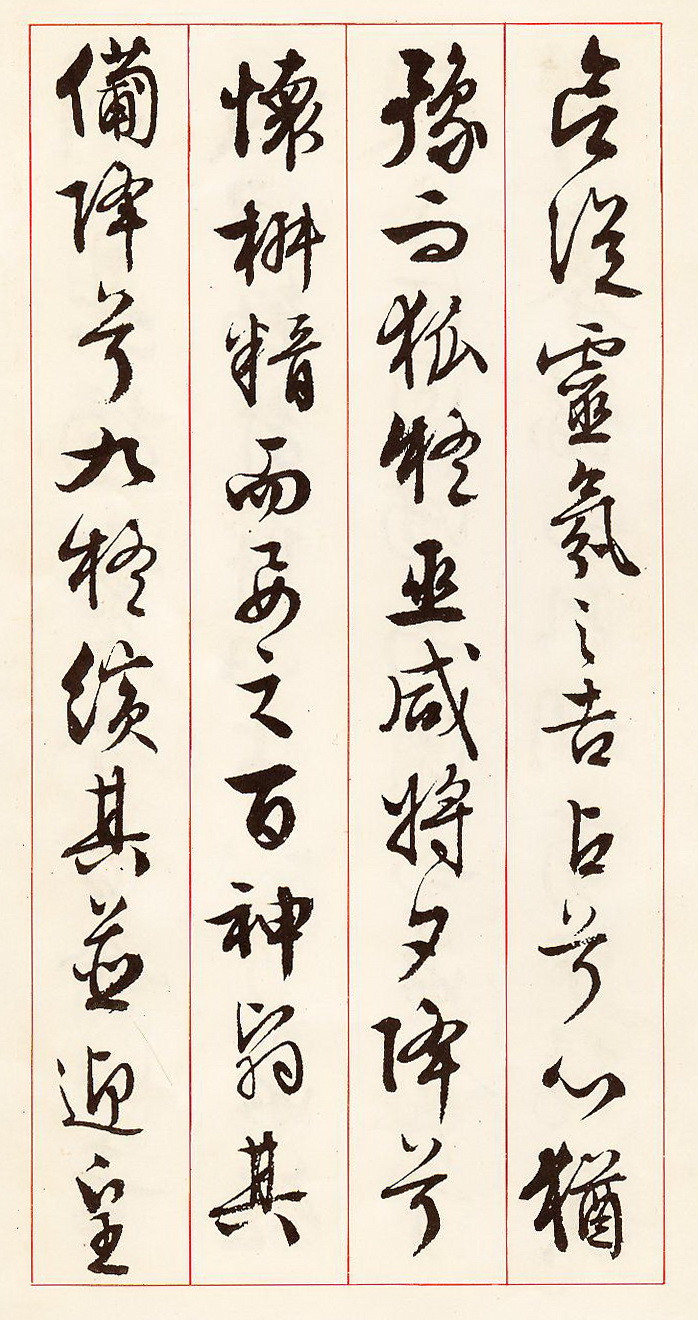 欲從靈氛之吉占兮心猶
豫而狐疑巫咸將夕降兮
懷椒糈而要之百神翳其
備降兮九疑繽其並迎皇